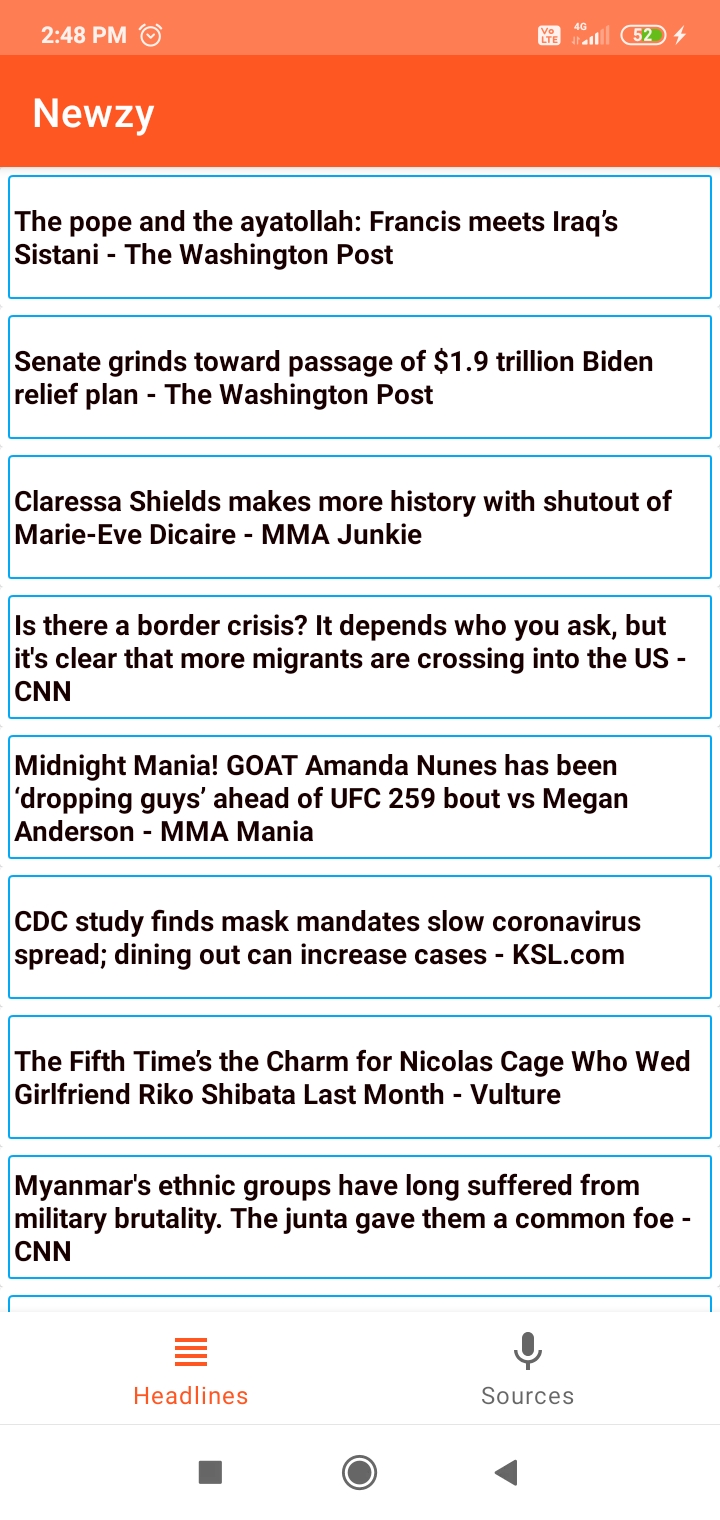 2:48 PM
Vo LTE
4G
52
Newzy
The pope and the ayatollah: Francis meets Iraq’s
Sistani - The Washington Post
Senate grinds toward passage of $1.9 trillion Biden
relief plan - The Washington Post
Claressa Shields makes more history with shutout of
Marie-Eve Dicaire - MMA Junkie
Is there a border crisis? It depends who you ask, but
it's clear that more migrants are crossing into the US -
CNN
Midnight Mania! GOAT Amanda Nunes has been
‘dropping guys’ ahead of UFC 259 bout vs Megan
Anderson - MMA Mania
CDC study finds mask mandates slow coronavirus
spread; dining out can increase cases - KSL.com
The Fifth Time’s the Charm for Nicolas Cage Who Wed
Girlfriend Riko Shibata Last Month - Vulture
Myanmar's ethnic groups have long suffered from
military brutality. The junta gave them a common foe -
CNN
Headlines
Sources